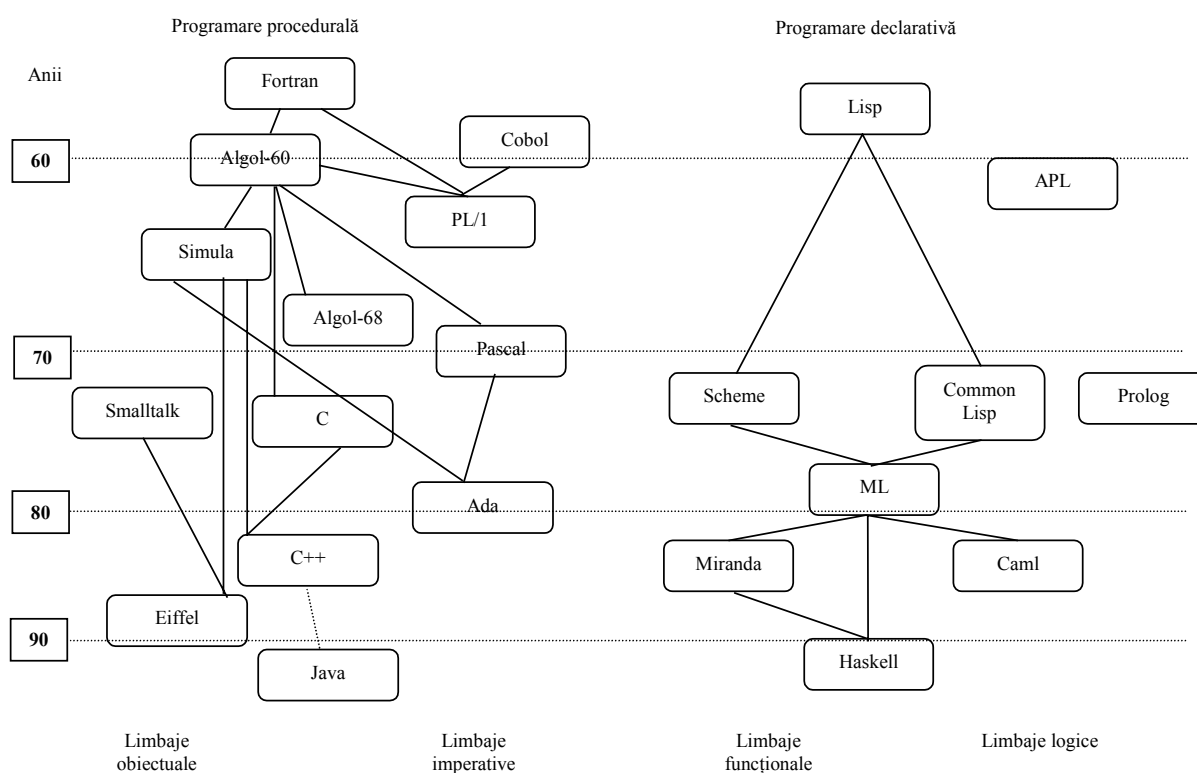 Programare procedurală
Programare declarativă
Anii
Fortran
Lisp
Cobol
60
Algol-60
APL
PL/1
Simula
Algol-68
Pascal
70
Scheme
Common
Lisp
Prolog
Smalltalk
C
ML
Ada
80
C++
Miranda
Caml
Eiffel
90
Haskell
Java
Limbaje
obiectuale
Limbaje
imperative
Limbaje
funcționale
Limbaje logice